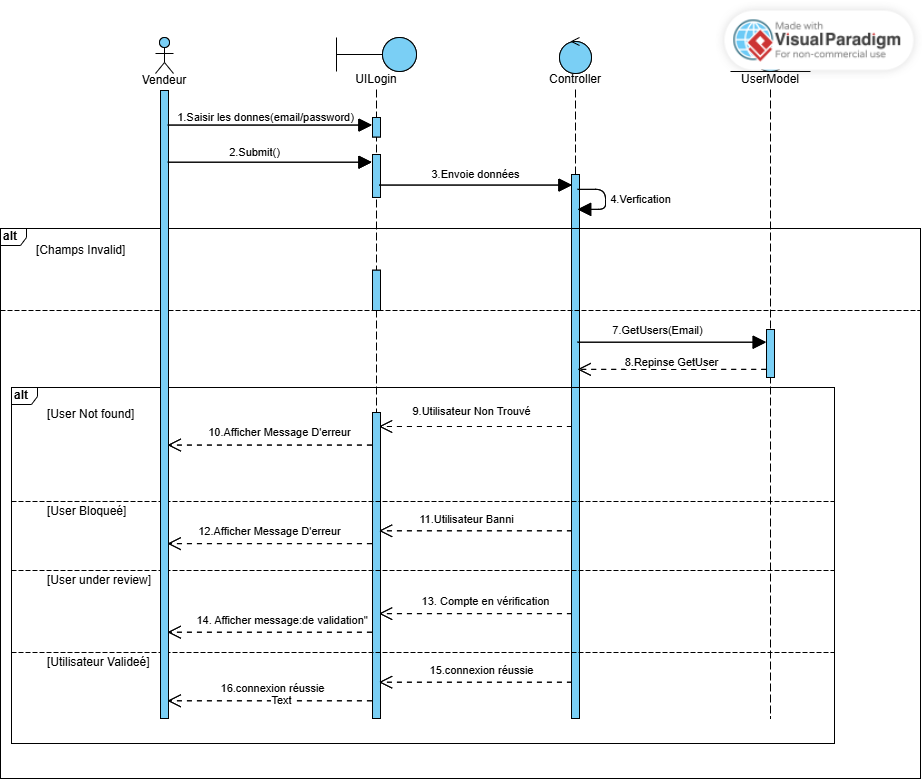 Made with
VisualParadigm
For non-commercial use
Vendeur
UILogin
Controller
UserModel
1.Saisir les donnes(email/password)
2.Submit()
3.Envoie données
4.Verfication
alt
[Champs Invalid]
7.GetUsers(Email)
8.Repinse GetUser
alt
[User Not found]
9.Utilisateur Non Trouvé
10.Afficher Message D'erreur
[User Bloqueé]
11.Utilisateur Banni
12.Afficher Message D'erreur
[User under review]
13. Compte en vérification
14. Afficher message:de validation"
[Utilisateur Valideé]
15.connexion réussie
16.connexion réussie
Text